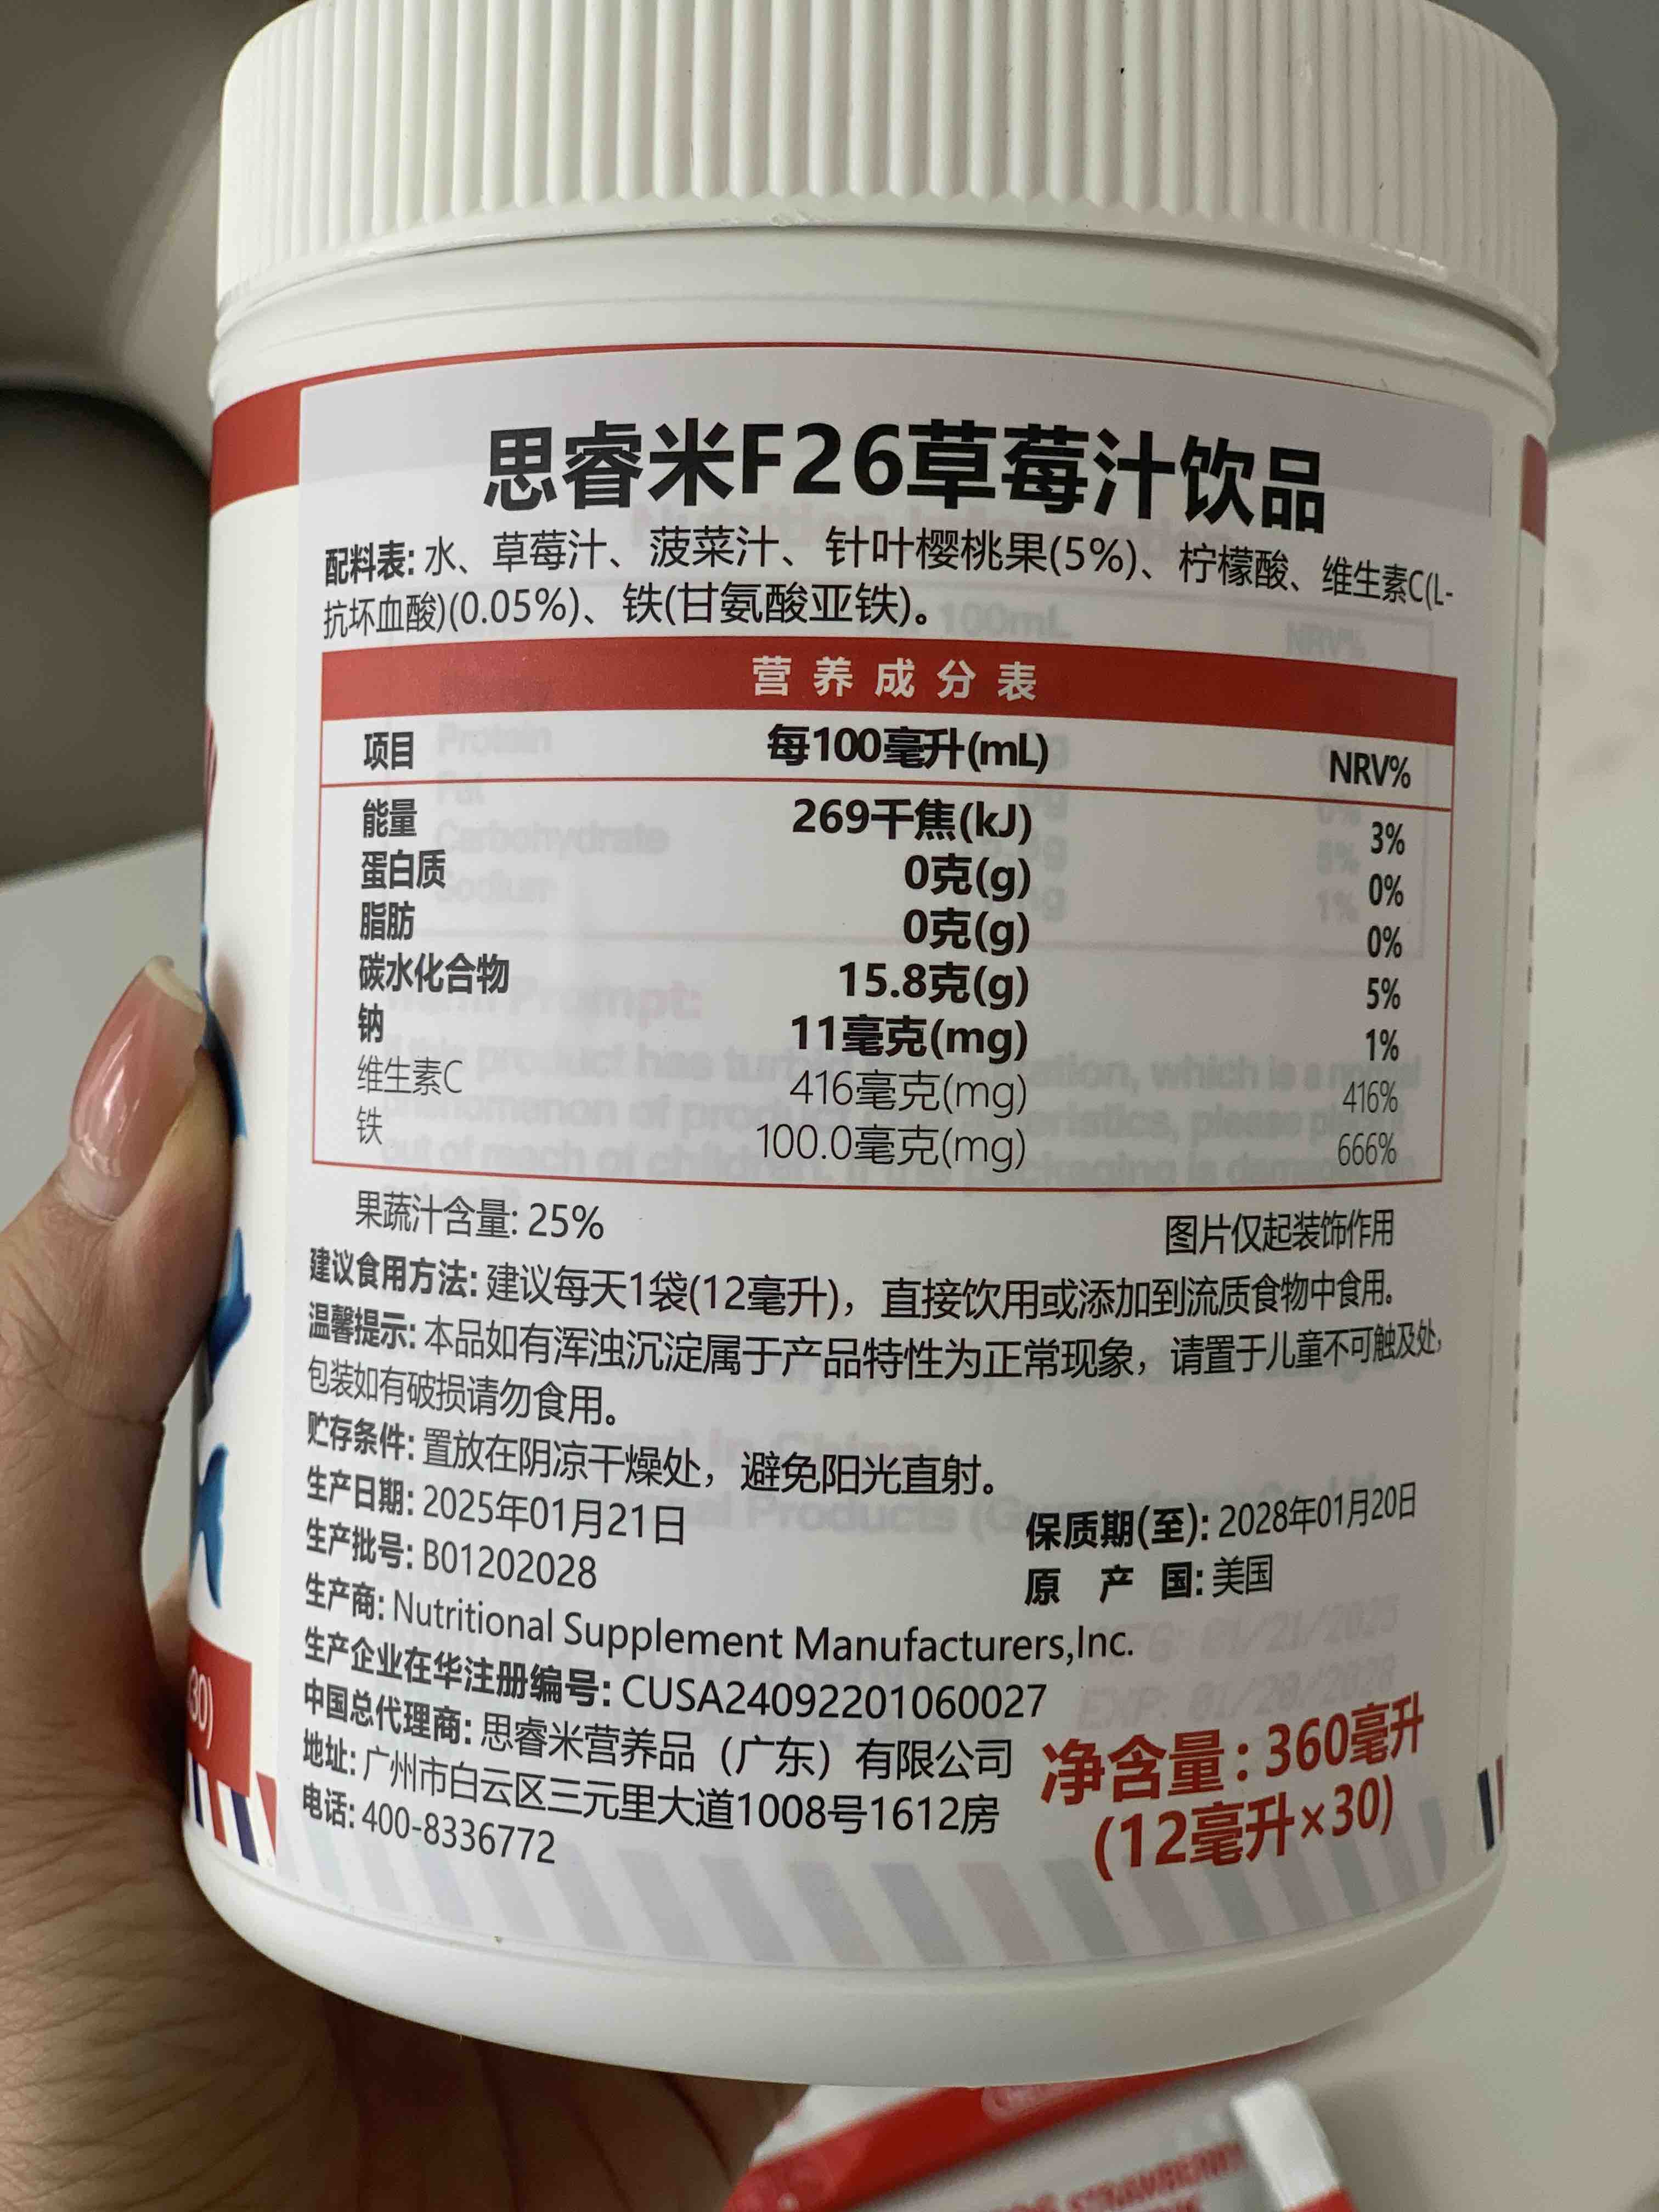 思睿米F26草莓汁饮品
配料表: 水、草莓汁、菠菜汁、针叶樱桃果(5%)、柠檬酸、维生素C(L-
抗坏血酸)(0.05%)、铁(甘氨酸亚铁)。
营养成分表
项目 每100毫升(mL) NRV%
能量 269千焦(kJ) 3%
蛋白质 0克(g) 0%
脂肪 0克(g) 0%
碳水化合物 15.8克(g) 5%
钠 11毫克(mg) 1%
维生素C 416毫克(mg) 416%
铁 100.0毫克(mg) 666%
果蔬汁含量: 25% 图片仅起装饰作用
建议食用方法: 建议每天1袋(12毫升)，直接饮用或添加到流质食物中食用。
温馨提示: 本品如有浑浊沉淀属于产品特性为正常现象，请置于儿童不可触及处，
包装如有破损请勿食用。
贮存条件: 置放在阴凉干燥处，避免阳光直射。
生产日期: 2025年01月21日 保质期(至): 2028年01月20日
生产批号: B01202028 原产国: 美国
生产商: Nutritional Supplement Manufacturers,Inc.
生产企业在华注册编号: CUSA24092201060027
中国总代理商: 思睿米营养品（广东）有限公司
地址: 广州市白云区三元里大道1008号1612房
电话: 400-8336772
净含量: 360毫升
(12毫升×30)
30)